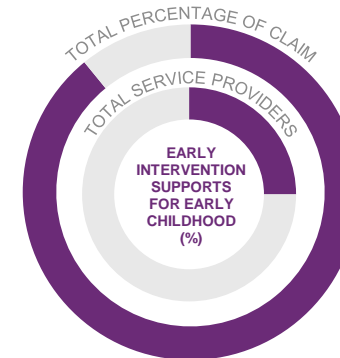 TOTAL PERCENTAGE OF CLAIM
TOTAL SERVICE PROVIDERS
EARLY
INTERVENTION
SUPPORTS
FOR EARLY
CHILDHOOD
(%)